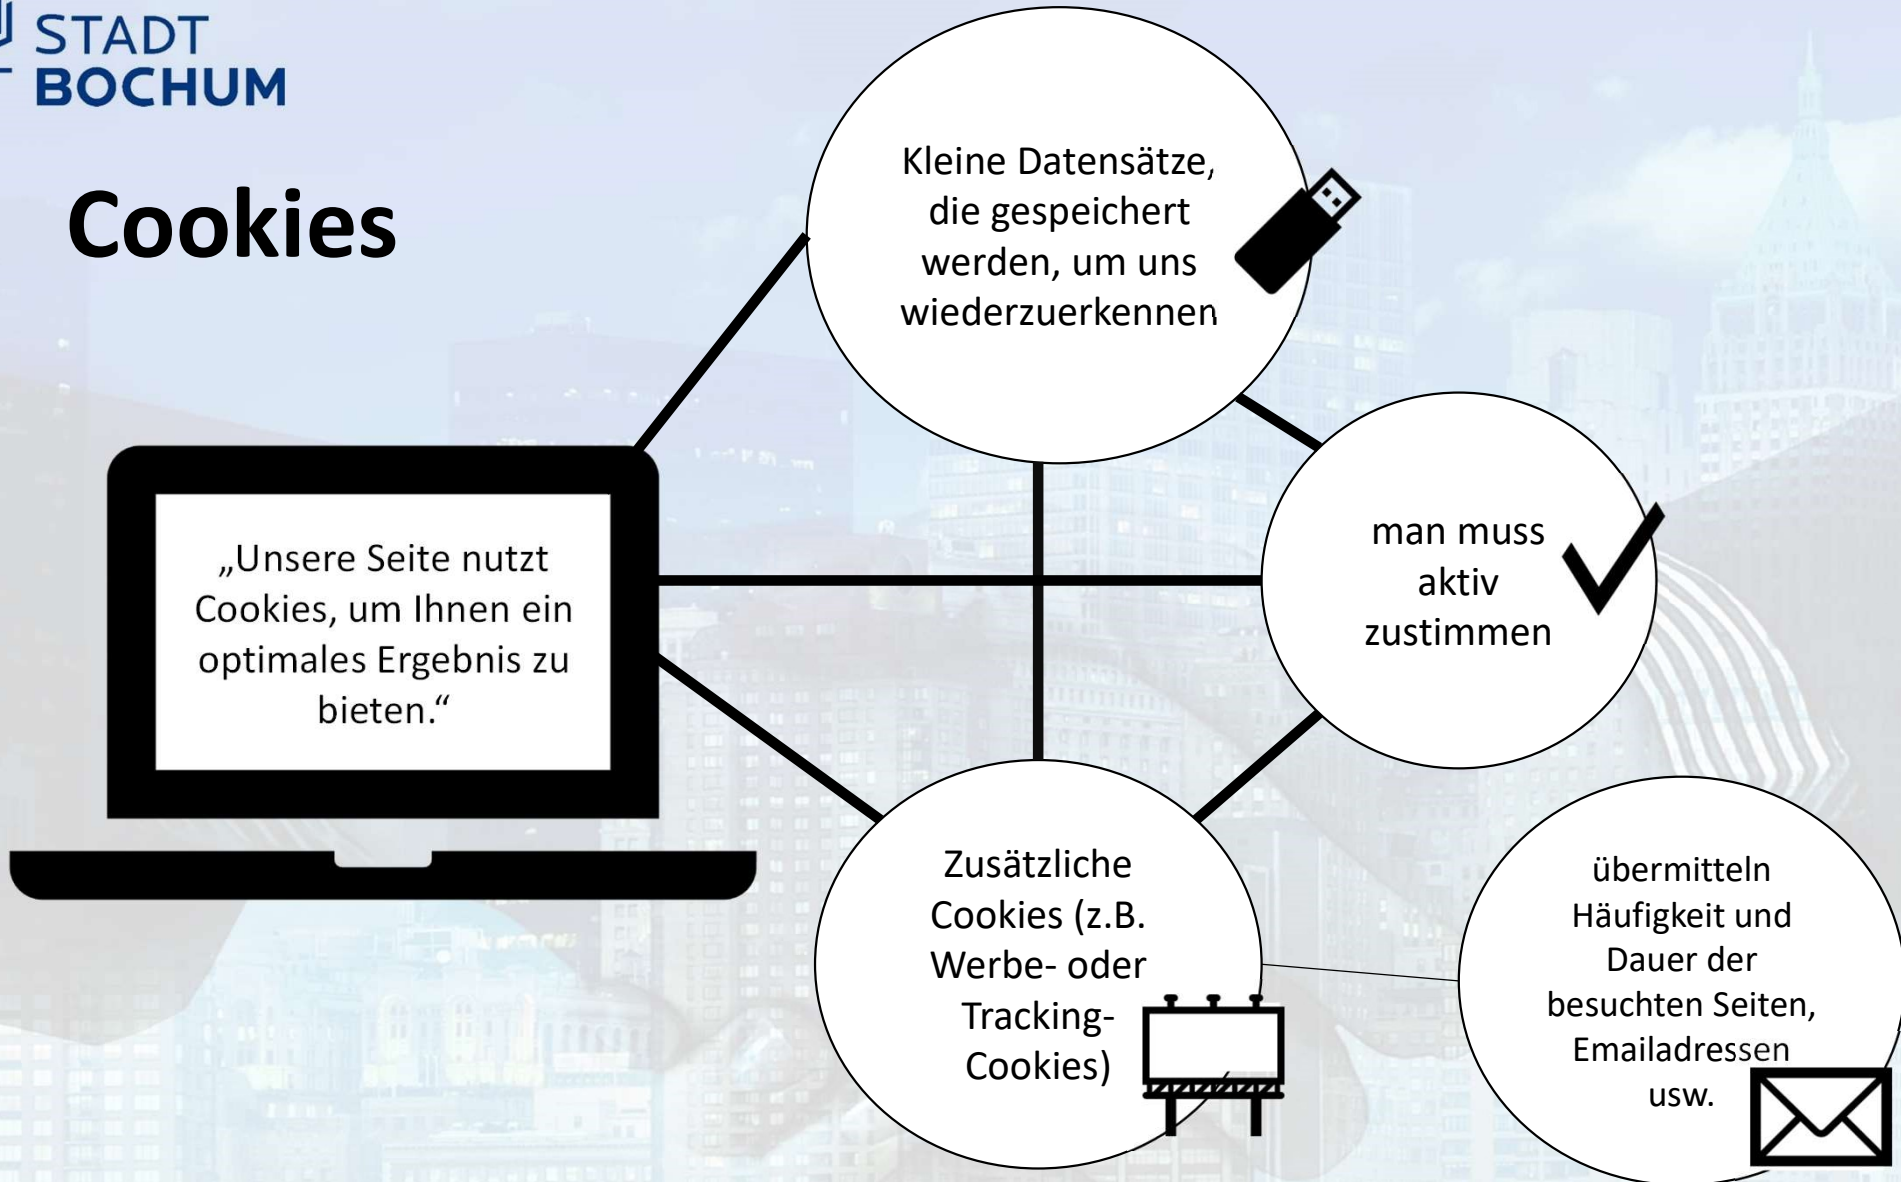 STADT
BOCHUM
Cookies
Kleine Datensätze,
die gespeichert
werden, um uns
wiederzuerkennen
„Unsere Seite nutzt
Cookies, um Ihnen ein
optimales Ergebnis zu
bieten.“
man muss
aktiv
zustimmen
Zusätzliche
Cookies (z.B.
Werbe- oder
Tracking-
Cookies)
übermitteln
Häufigkeit und
Dauer der
besuchten Seiten,
Emailadressen
usw.